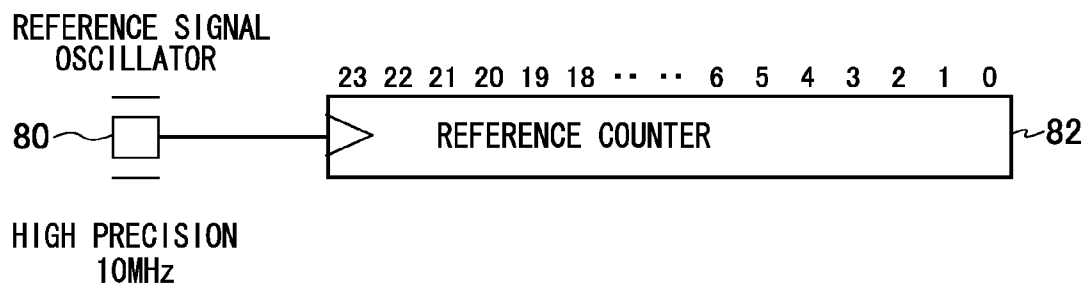 REFERENCE SIGNAL
OSCILLATOR
23 22 21 20 19 18 ·· ·· 6 5 4 3 2 1 0
80
REFERENCE COUNTER
82
HIGH PRECISION
10MHz